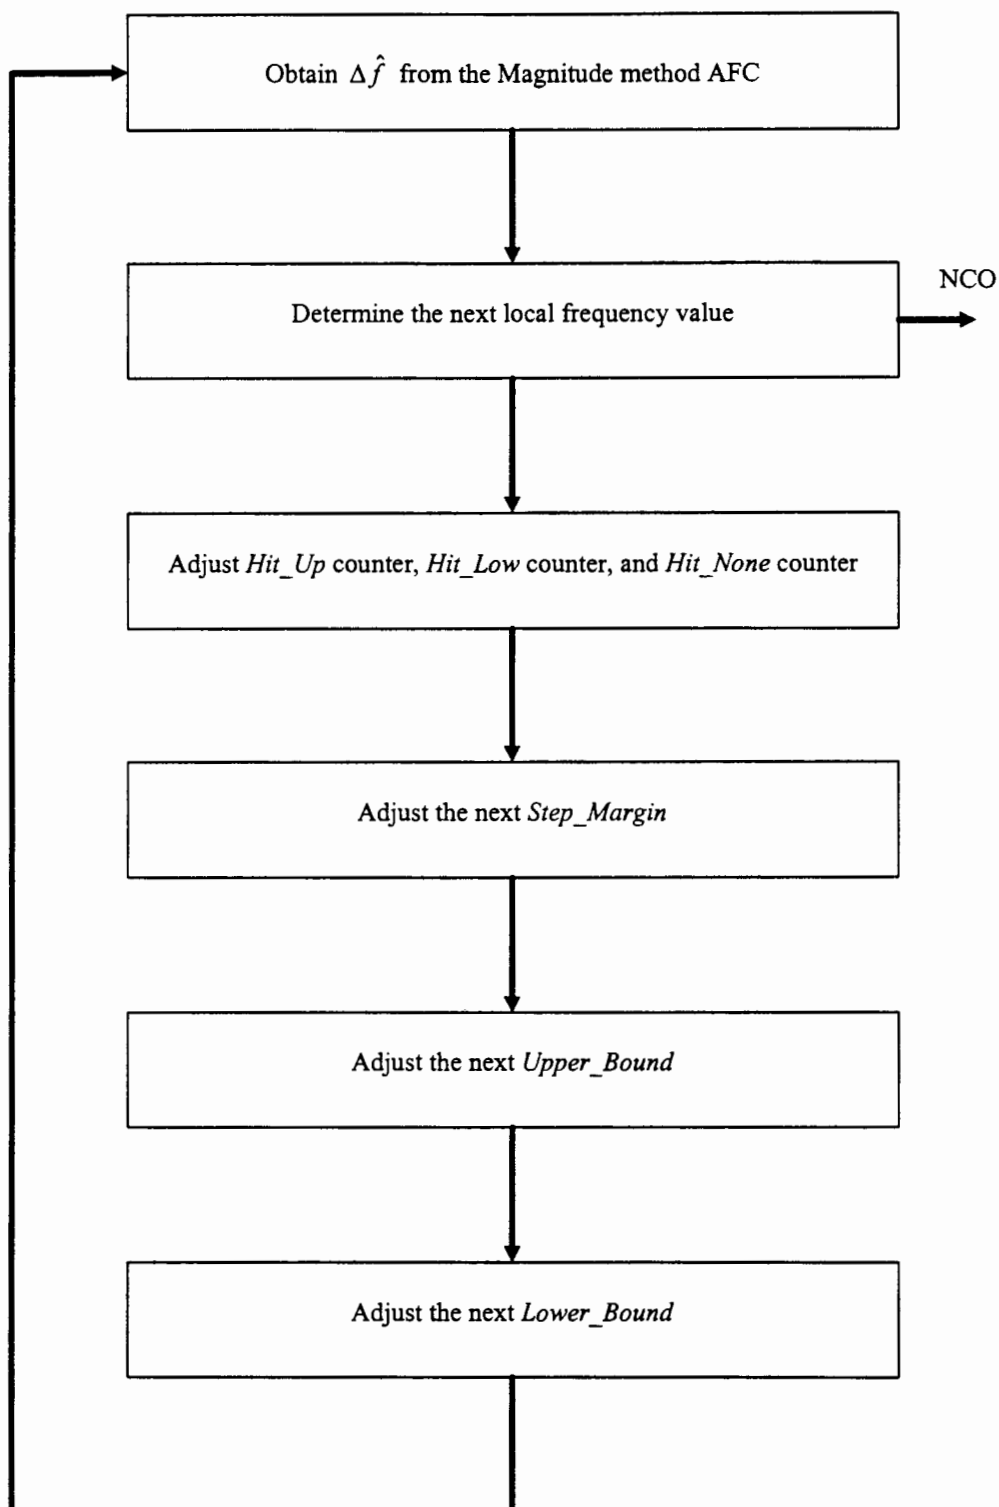 Obtain Δf̂ from the Magnitude method AFC
NCO
Determine the next local frequency value
Adjust Hit_Up counter, Hit_Low counter, and Hit_None counter
Adjust the next Step_Margin
Adjust the next Upper_Bound
Adjust the next Lower_Bound